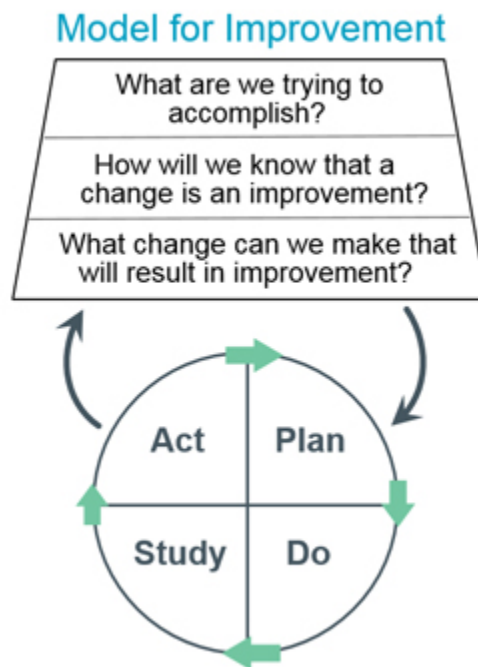 Model for Improvement
What are we trying to
accomplish?
How will we know that a
change is an improvement?
What change can we make that
will result in improvement?
Act
Plan
Study
Do